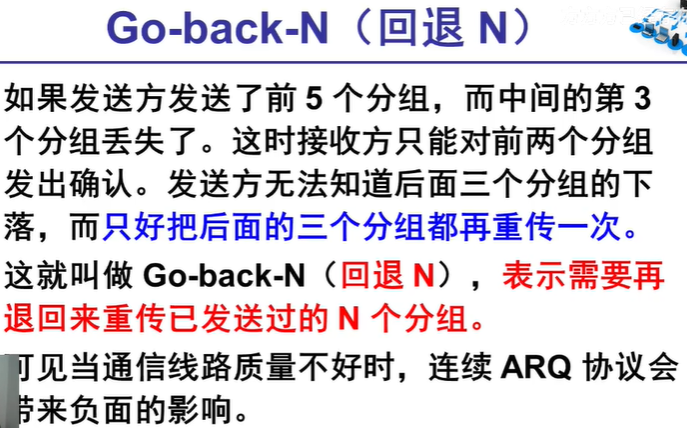 Go-back-N（回退 N）
如果发送方发送了前 5 个分组，而中间的第 3
个分组丢失了。这时接收方只能对前两个分组
发出确认。发送方无法知道后面三个分组的下
落，而只好把后面的三个分组都再重传一次。
这就叫做 Go-back-N（回退 N），表示需要再
退回来重传已发送过的 N 个分组。
可见当通信线路质量不好时，连续 ARQ 协议会
带来负面的影响。